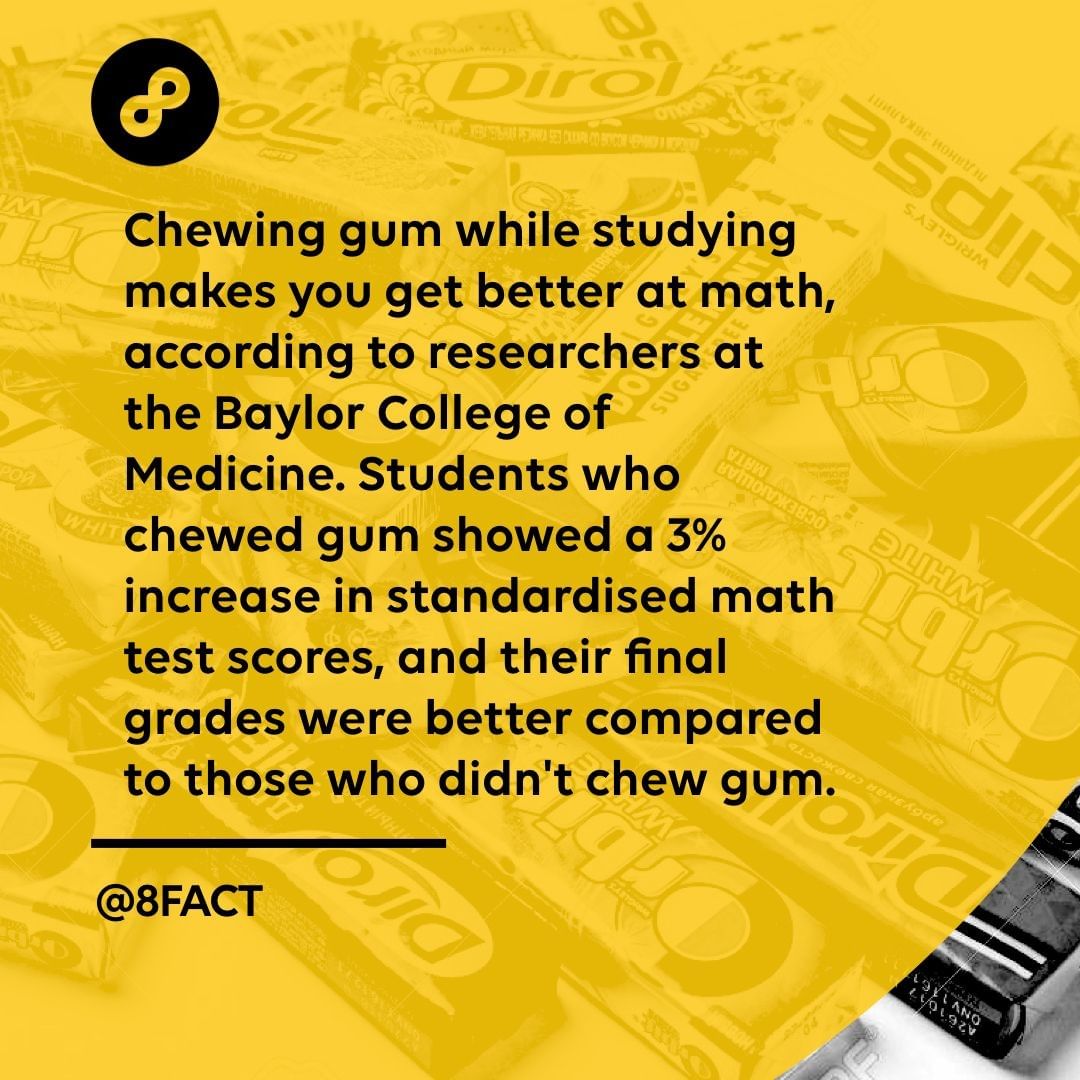 Dirol
Chewing gum while studying
makes you get better at math,
according to researchers at
the Baylor College of
Medicine. Students who
chewed gum showed a 3%
increase in standardised math
test scores, and their final
grades were better compared
to those who didn't chew gum.
@8FACT